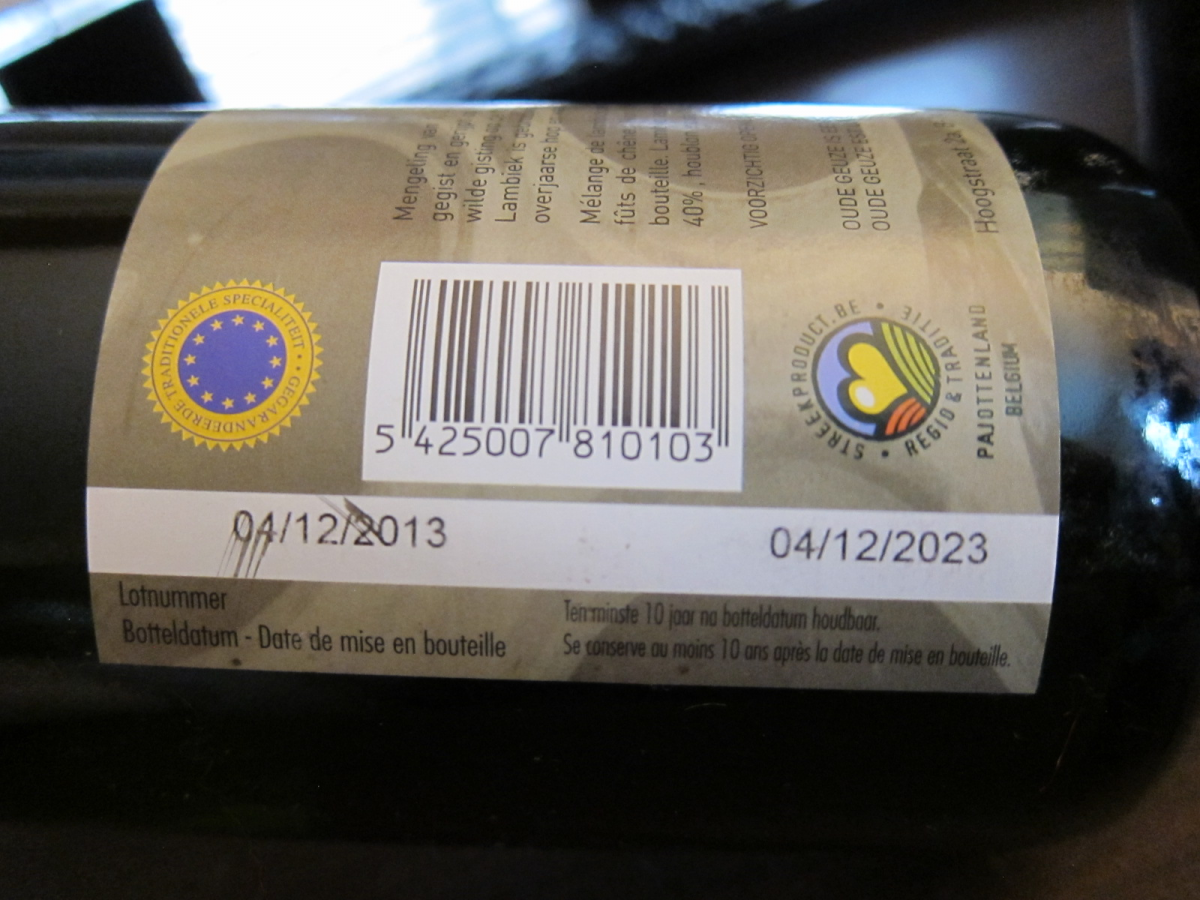 Mengeling van
gegist en gerijpt
wilde gisting
Lambiek is
overjaarse hop
Mélange de
fûts de chêne
bouteille.
40%, houblon
VOORZICHTIG
OUDE GEUZE
OUDE GEUZE
Hoogstraat 2a
GEGARANDEERDE TRADITIONELE SPECIALITEIT •
5 425007 810103
STREEKPRODUCT.BE • REGIO & TRADITIE •
PAJOTTENLAND
BELGIUM
04/12/2013
04/12/2023
Lotnummer
Botteldatum - Date de mise en bouteille
Ten minste 10 jaar na botteldatum houdbaar.
Se conserve au moins 10 ans après la date de mise en bouteille.